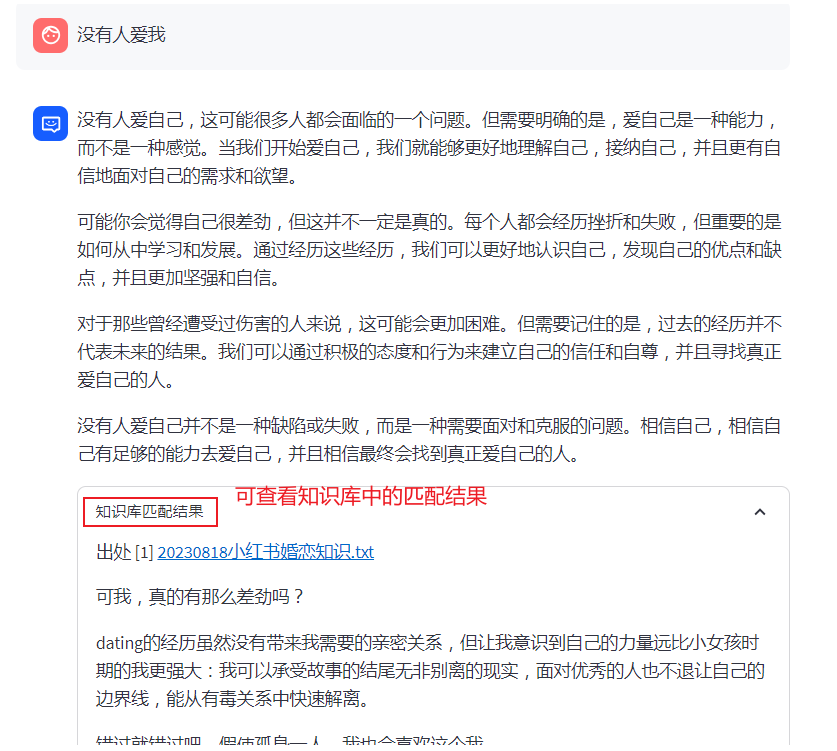 没有人爱我
没有人爱自己，这可能很多人都会面临的一个问题。但需要明确的是，爱自己是一种能力，
而不是一种感觉。当我们开始爱自己，我们就能够更好地理解自己，接纳自己，并且更有自
信地面对自己的需求和欲望。
可能你会觉得自己很差劲，但这并不一定是真的。每个人都会经历挫折和失败，但重要的是
如何从中学习和发展。通过经历这些经历，我们可以更好地认识自己，发现自己的优点和缺
点，并且更加坚强和自信。
对于那些曾经遭受过伤害的人来说，这可能会更加困难。但需要记住的是，过去的经历并不
代表未来的结果。我们可以通过积极的态度和行为来建立自己的信任和自尊，并且寻找真正
爱自己的人。
没有人爱自己并不是一种缺陷或失败，而是一种需要面对和克服的问题。相信自己，相信自
己有足够的能力去爱自己，并且相信最终会找到真正爱自己的人。
可查看知识库中的匹配结果
知识库匹配结果
出处 [1] 20230818小红书婚恋知识.txt
可我，真的有那么差劲吗？
dating的经历虽然没有带来我需要的亲密关系，但让我意识到自己的力量远比小女孩时
期的我更强大：我可以承受故事的结尾无非别离的现实，面对优秀的人也不退让自己的
边界线，能从有毒关系中快速解离。
错过就错过吧，假使孤身一人，我也会喜欢这个我